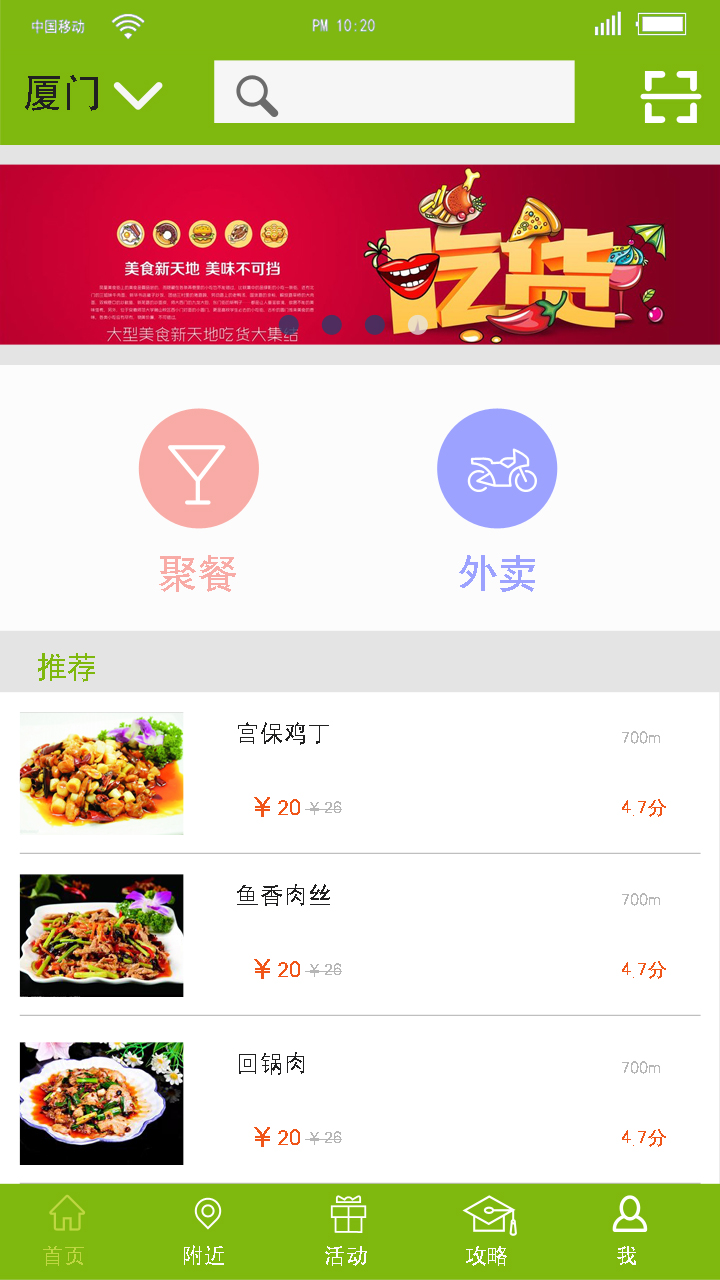 中国移动
PM 10:20
厦门
美食新天地 美味不可挡
大型美食新天地吃货大集结
吃货
聚餐
外卖
推荐
宫保鸡丁
700m
¥ 20 ¥ 26
4.7分
鱼香肉丝
700m
¥ 20 ¥ 26
4.7分
回锅肉
700m
¥ 20 ¥ 26
4.7分
首页
附近
活动
攻略
我